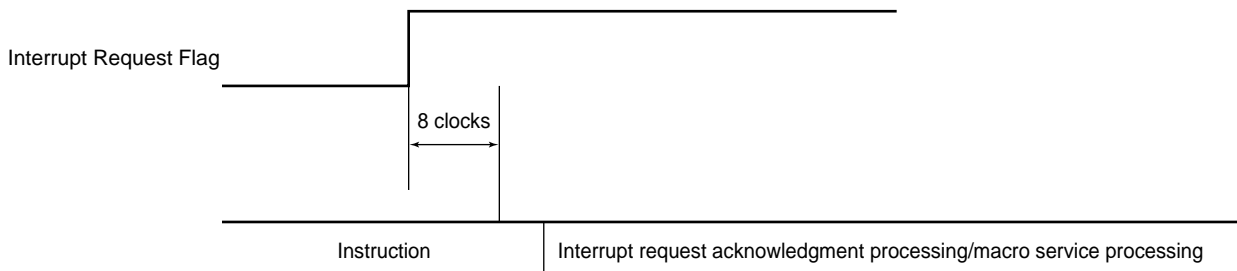 Interrupt Request Flag
8 clocks
Instruction
Interrupt request acknowledgment processing/macro service processing